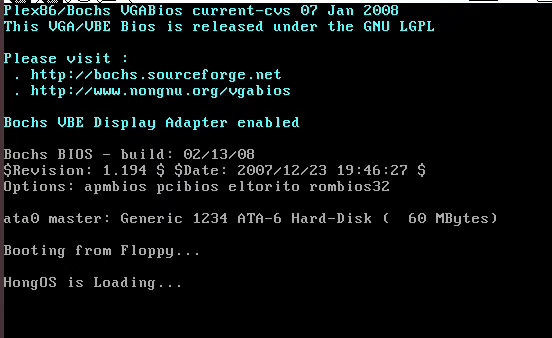 Plex86/Bochs VGABios current-cvs 07 Jan 2008
This VGA/VBE Bios is released under the GNU LGPL
Please visit :
. http://bochs.sourceforge.net
. http://www.nongnu.org/vgabios
Bochs VBE Display Adapter enabled
Bochs BIOS - build: 02/13/08
$Revision: 1.194 $ $Date: 2007/12/23 19:46:27 $
Options: apmbios pcibios eltorito rombios32
ata0 master: Generic 1234 ATA-6 Hard-Disk (  60 MBytes)
Booting from Floppy...
HongOS is Loading...